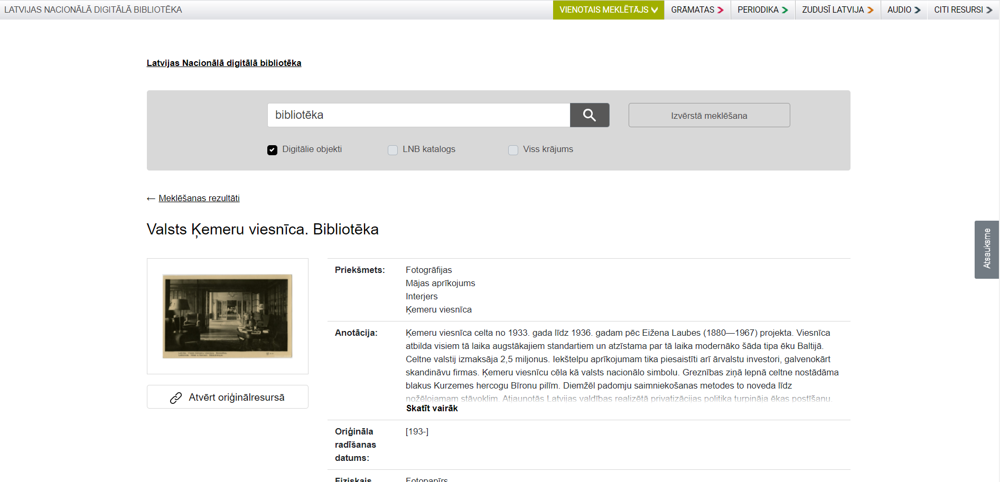 LATVIJAS NACIONĀLĀ DIGITĀLĀ BIBLIOTĒKA
VIENOTAIS MEKLĒTĀJS
GRĀMATAS
PERIODIKA
ZUDUSĪ LATVIJA
AUDIO
CITI RESURSI
Latvijas Nacionālā digitālā bibliotēka
bibliotēka
Izvērstā meklēšana
Digitālie objekti
LNB katalogs
Viss krājums
← Meklēšanas rezultāti
Valsts Ķemeru viesnīca. Bibliotēka
Atsauksme
Atvērt oriģinālresursā
Priekšmets:
Fotogrāfijas
Mājas aprīkojums
Interjers
Ķemeru viesnīca
Anotācija:
Ķemeru viesnīca celta no 1933. gada līdz 1936. gadam pēc Eižena Laubes (1880—1967) projekta. Viesnīca
atbilda visiem tā laika augstākajiem standartiem un atzīstama par tā laika modernāko šāda tipa ēku Baltijā.
Celtne valstij izmaksāja 2,5 miljonus. Iekštelpu aprīkojumam tika piesaistīti arī ārvalstu investori, galvenokārt
skandināvu firmas. Ķemeru viesnīcu cēla kā valsts nacionālo simbolu. Greznības ziņā lepnā celtne nostādāma
blakus Kurzemes hercogu Bīronu pilīm. Diemžēl padomju saimniekošanas metodes to noveda līdz
nožēlojamam stāvoklim. Atjaunotās Latvijas valdības realizētā privatizācijas politika turpināja ēkas postīšanu.
Skatīt vairāk
Oriģināla
radīšanas
datums:
[193-]
Fiziskais
Fotopapīrs